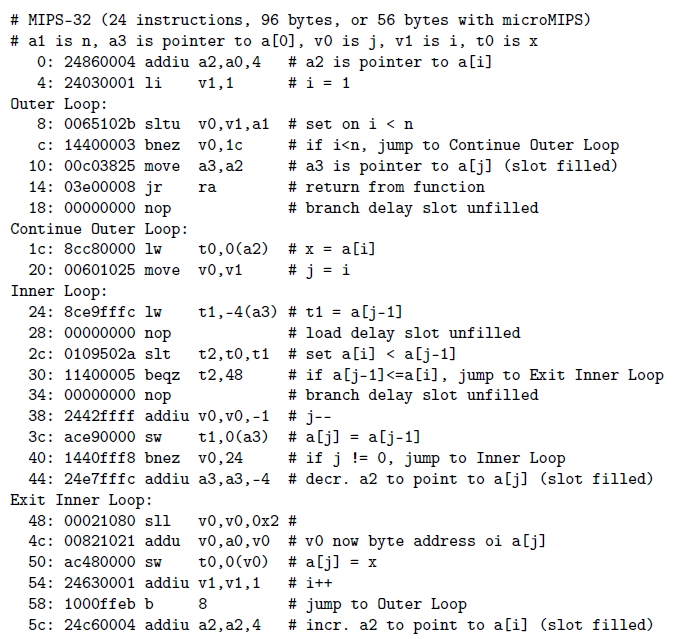 # MIPS-32 (24 instructions, 96 bytes, or 56 bytes with microMIPS)
# a1 is n, a3 is pointer to a[0], v0 is j, v1 is i, t0 is x
0: 24860004 addiu a2,a0,4 # a2 is pointer to a[i]
4: 24030001 li v1,1 # i = 1
Outer Loop:
8: 0065102b sltu v0,v1,a1 # set on i < n
c: 14400003 bnez v0,1c # if i<n, jump to Continue Outer Loop
10: 00c03825 move a3,a2 # a3 is pointer to a[j] (slot filled)
14: 03e00008 jr ra # return from function
18: 00000000 nop # branch delay slot unfilled
Continue Outer Loop:
1c: 8cc80000 lw t0,0(a2) # x = a[i]
20: 00601025 move v0,v1 # j = i
Inner Loop:
24: 8ce9fffc lw t1,-4(a3) # t1 = a[j-1]
28: 00000000 nop # load delay slot unfilled
2c: 0109502a slt t2,t0,t1 # set a[i] < a[j-1]
30: 11400005 beqz t2,48 # if a[j-1]<=a[i], jump to Exit Inner Loop
34: 00000000 nop # branch delay slot unfilled
38: 2442ffff addiu v0,v0,-1 # j--
3c: ace90000 sw t1,0(a3) # a[j] = a[j-1]
40: 1440fff8 bnez v0,24 # if j != 0, jump to Inner Loop
44: 24e7fffc addiu a3,a3,-4 # decr. a2 to point to a[j] (slot filled)
Exit Inner Loop:
48: 00021080 sll v0,v0,0x2 #
4c: 00821021 addu v0,a0,v0 # v0 now byte address oi a[j]
50: ac480000 sw t0,0(v0) # a[j] = x
54: 24630001 addiu v1,v1,1 # i++
58: 1000ffeb b 8 # jump to Outer Loop
5c: 24c60004 addiu a2,a2,4 # incr. a2 to point to a[i] (slot filled)